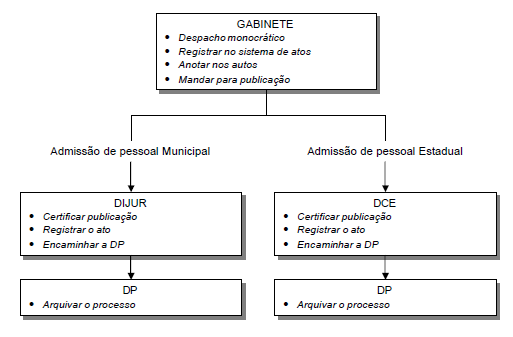 GABINETE
• Despacho monocrático
• Registrar no sistema de atos
• Anotar nos autos
• Mandar para publicação
Admissão de pessoal Municipal
Admissão de pessoal Estadual
DIJUR
• Certificar publicação
• Registrar o ato
• Encaminhar a DP
DCE
• Certificar publicação
• Registrar o ato
• Encaminhar a DP
DP
• Arquivar o processo
DP
• Arquivar o processo